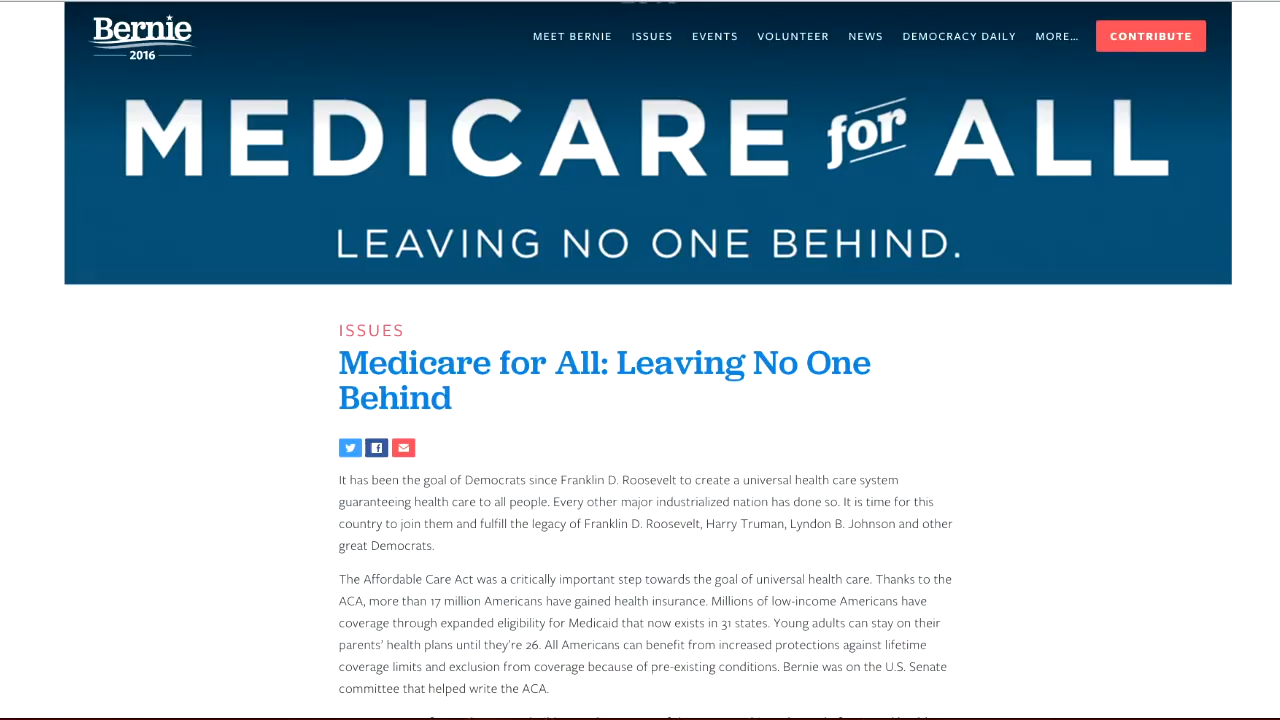 Bernie
2016
MEET BERNIE ISSUES EVENTS VOLUNTEER NEWS DEMOCRACY DAILY MORE... CONTRIBUTE
MEDICARE for ALL
LEAVING NO ONE BEHIND.
ISSUES
Medicare for All: Leaving No One
Behind
It has been the goal of Democrats since Franklin D. Roosevelt to create a universal health care system
guaranteeing health care to all people. Every other major industrialized nation has done so. It is time for this
country to join them and fulfill the legacy of Franklin D. Roosevelt, Harry Truman, Lyndon B. Johnson and other
great Democrats.
The Affordable Care Act was a critically important step towards the goal of universal health care. Thanks to the
ACA, more than 17 million Americans have gained health insurance. Millions of low-income Americans have
coverage through expanded eligibility for Medicaid that now exists in 31 states. Young adults can stay on their
parents' health plans until they're 26. All Americans can benefit from increased protections against lifetime
coverage limits and exclusion from coverage because of pre-existing conditions. Bernie was on the U.S. Senate
committee that helped write the ACA.